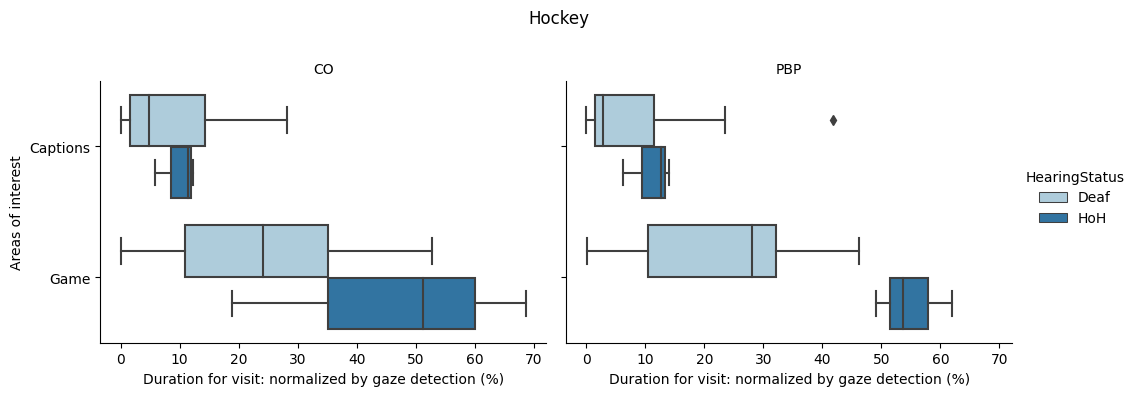 Hockey
CO
PBP
Areas of interest
Captions
Game
0 10 20 30 40 50 60 70
0 10 20 30 40 50 60 70
Duration for visit: normalized by gaze detection (%)
Duration for visit: normalized by gaze detection (%)
HearingStatus
Deaf
HoH